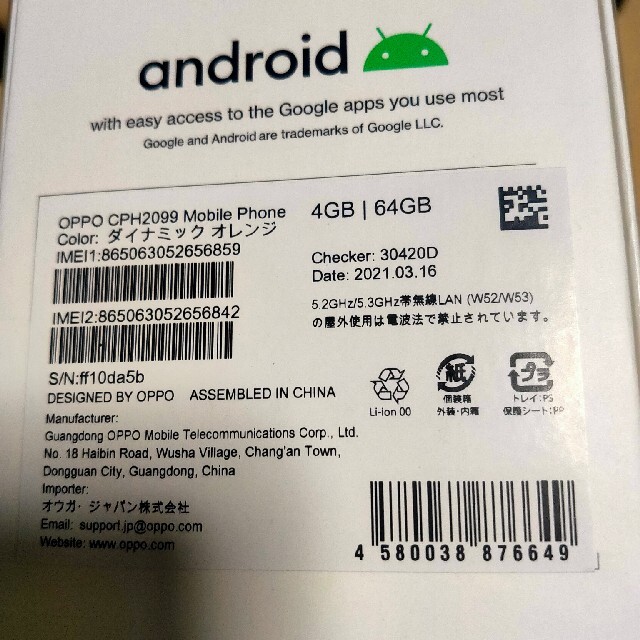 android
with easy access to the Google apps you use most
Google and Android are trademarks of Google LLC.
OPPO CPH2099 Mobile Phone
4GB | 64GB
Color: ダイナミック オレンジ
IMEI1:865063052656859
Checker: 30420D
Date: 2021.03.16
IMEI2:865063052656842
5.2GHz/5.3GHz帯無線LAN (W52/W53)
の屋外使用は電波法で禁止されています。
S/N:ff10da5b
DESIGNED BY OPPO ASSEMBLED IN CHINA
Li-ion 00
紙
個装箱
外装・内箱
プラ
トレイ:PS
保護シート:PP
Manufacturer:
Guangdong OPPO Mobile Telecommunications Corp., Ltd.
No. 18 Haibin Road, Wusha Village, Chang'an Town,
Dongguan City, Guangdong, China
Importer:
オウガ・ジャパン株式会社
Email: support.jp@oppo.com
Website: www.oppo.com
4 580038 876649